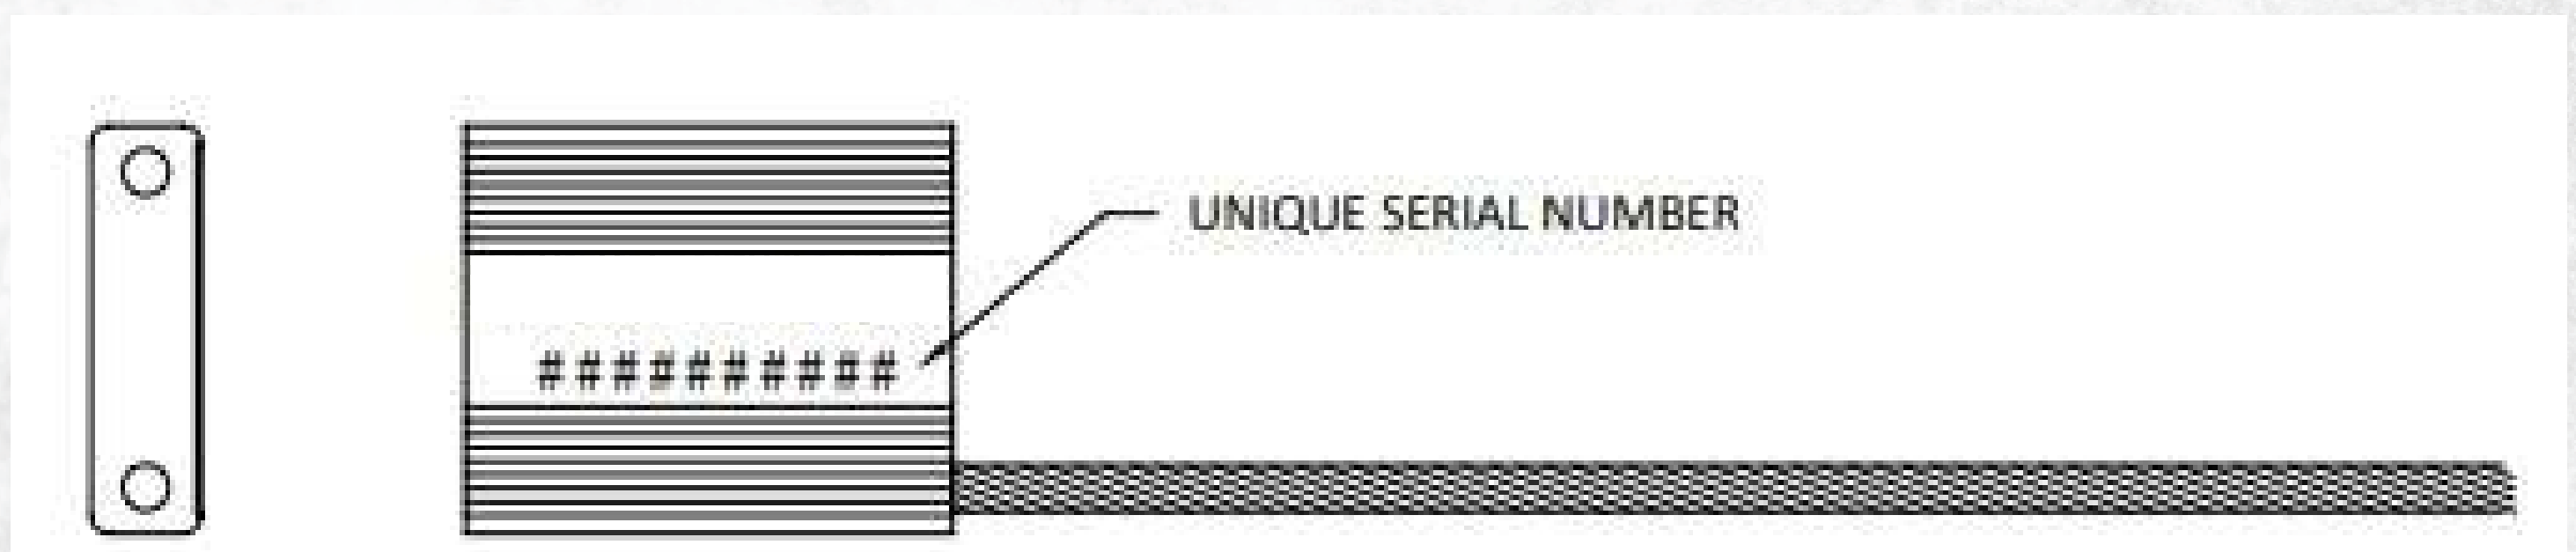 UNIQUE SERIAL NUMBER
# # # # # # # # # #